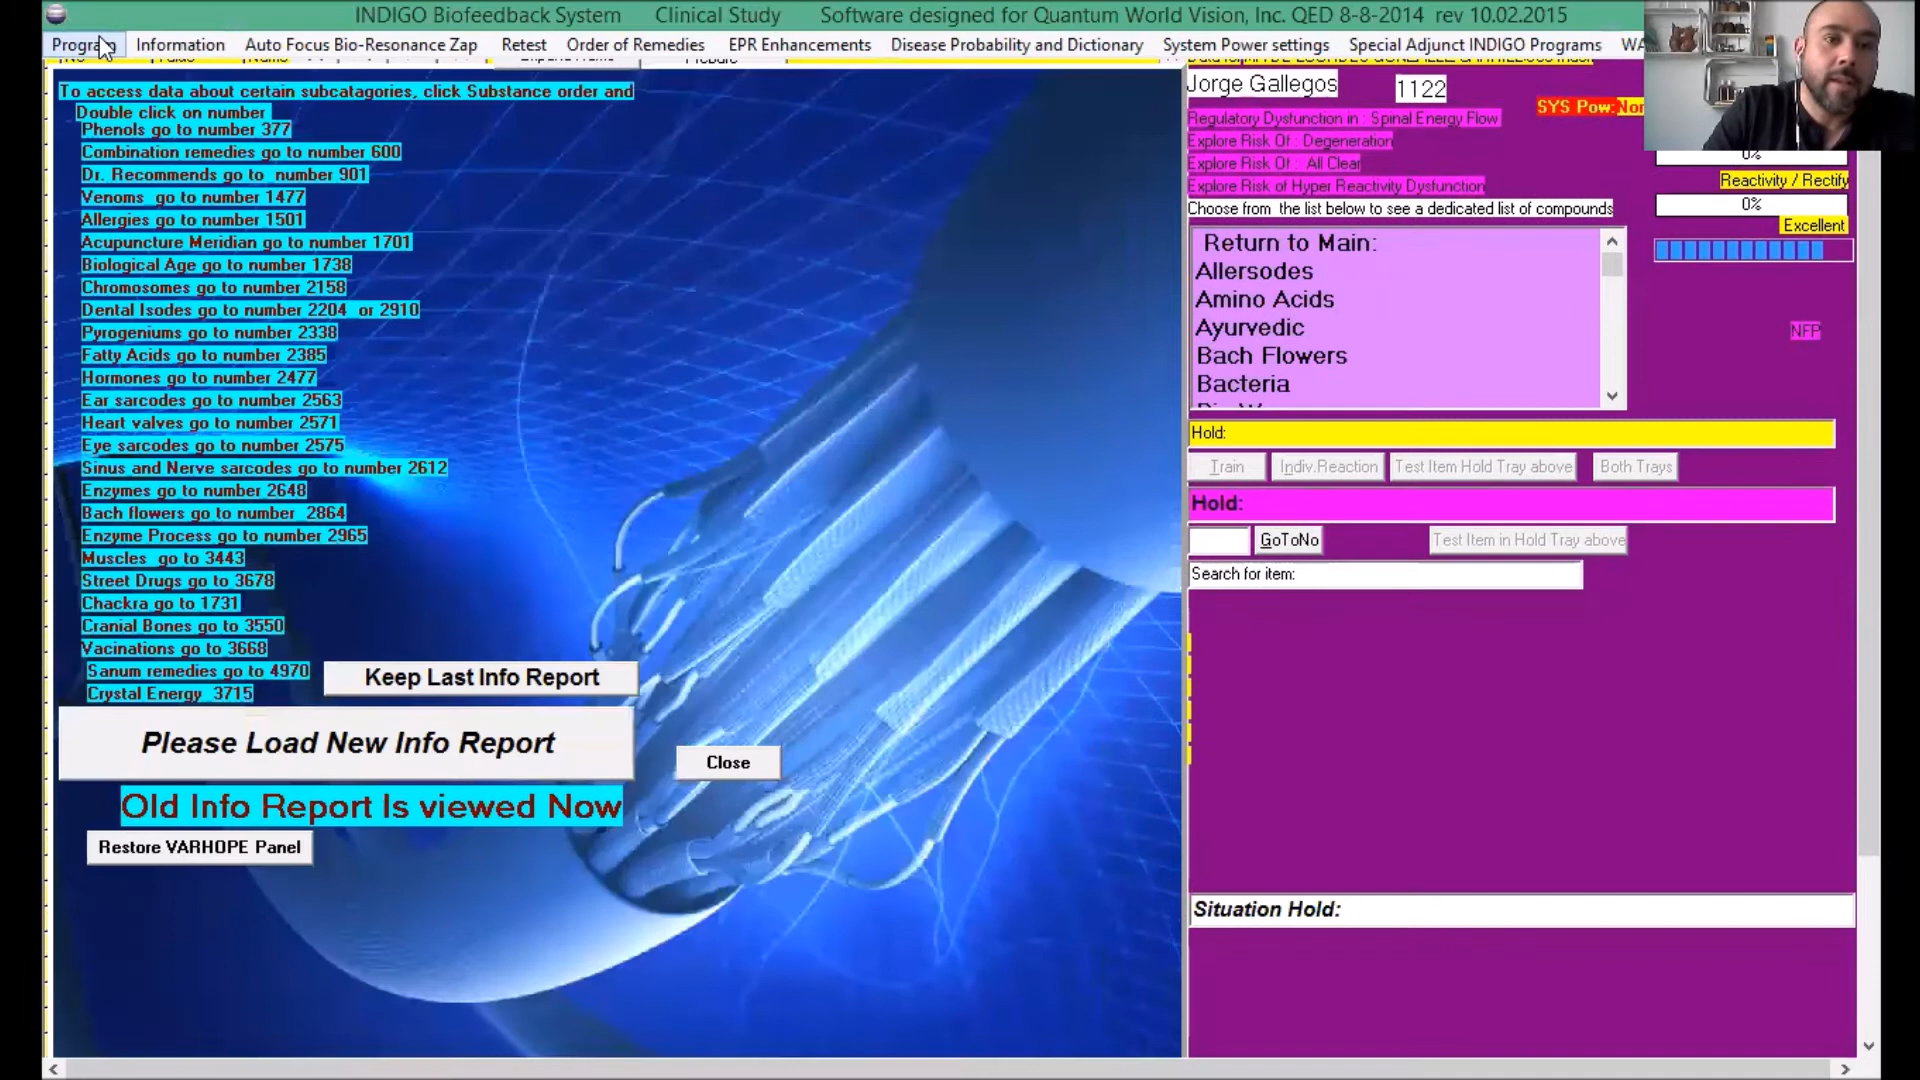 INDIGO Biofeedback System Clinical Study Software designed for Quantum World Vision, Inc. QED 8-8-2014 rev 10.02.2015
Program Information Auto Focus Bio-Resonance Zap Retest Order of Remedies EPR Enhancements Disease Probability and Dictionary System Power settings Special Adjunct INDIGO Programs
To access data about certain subcatagories, click Substance order and
Double click on number
Phenols go to number 377
Combination remedies go to number 600
Dr. Recommends go to number 901
Venoms go to number 1477
Allergies go to number 1501
Acupuncture Meridian go to number 1701
Biological Age go to number 1738
Chromosomes go to number 2158
Dental Isodes go to number 2204 or 2910
Pyrogeniums go to number 2338
Fatty Acids go to number 2385
Hormones go to number 2477
Ear sarcodes go to number 2563
Heart valves go to number 2571
Eye sarcodes go to number 2575
Sinus and Nerve sarcodes go to number 2612
Enzymes go to number 2648
Bach flowers go to number 2864
Enzyme Process go to number 2965
Muscles go to 3443
Street Drugs go to 3678
Chackra go to 1731
Cranial Bones go to 3550
Vacinations go to 3668
Sanum remedies go to 4970
Crystal Energy 3715
Keep Last Info Report
Please Load New Info Report
Close
Old Info Report Is viewed Now
Restore VARHOPE Panel
Jorge Gallegos 1122
SYS Pow:
Regulatory Dysfunction in : Spinal Energy Flow
Explore Risk Of : Degeneration
Explore Risk Of : All Clear
Explore Risk of Hyper Reactivity Dysfunction
Choose from the list below to see a dedicated list of compounds
Return to Main:
Allersodes
Amino Acids
Ayurvedic
Bach Flowers
Bacteria
0%
Reactivity / Rectify
0%
Excellent
NFP
Hold:
Train Indiv.Reaction Test Item Hold Tray above Both Trays
Hold:
GoToNo Test Item in Hold Tray above
Search for item:
Situation Hold: